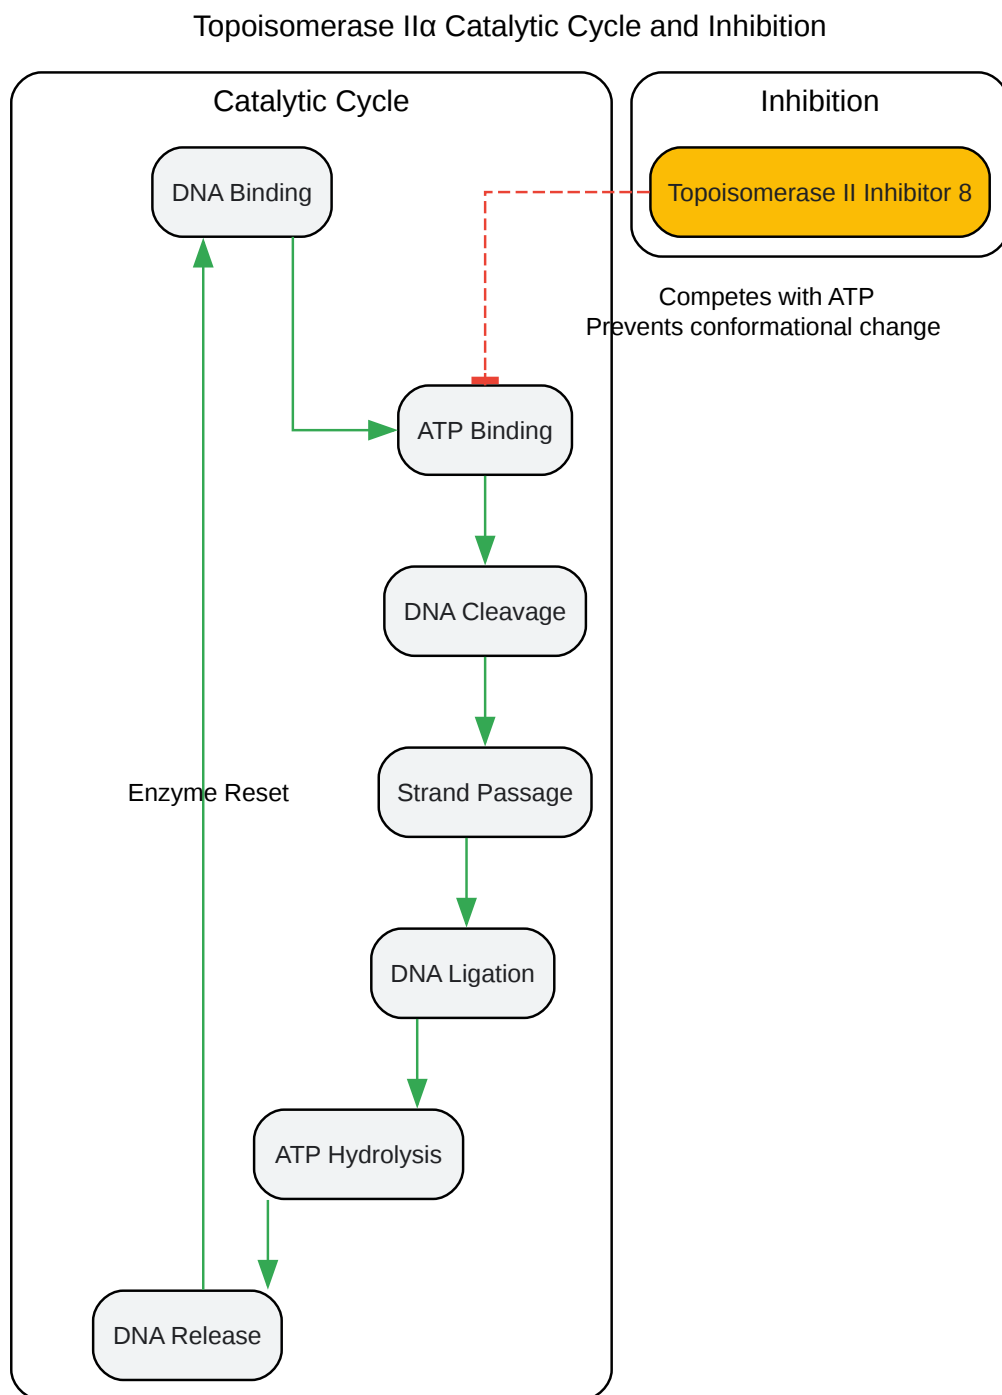 Topoisomerase IIα Catalytic Cycle and Inhibition
Catalytic Cycle
Inhibition
DNA Binding
Topoisomerase II Inhibitor 8
Competes with ATP
Prevents conformational change
ATP Binding
DNA Cleavage
Strand Passage
Enzyme Reset
DNA Ligation
ATP Hydrolysis
DNA Release